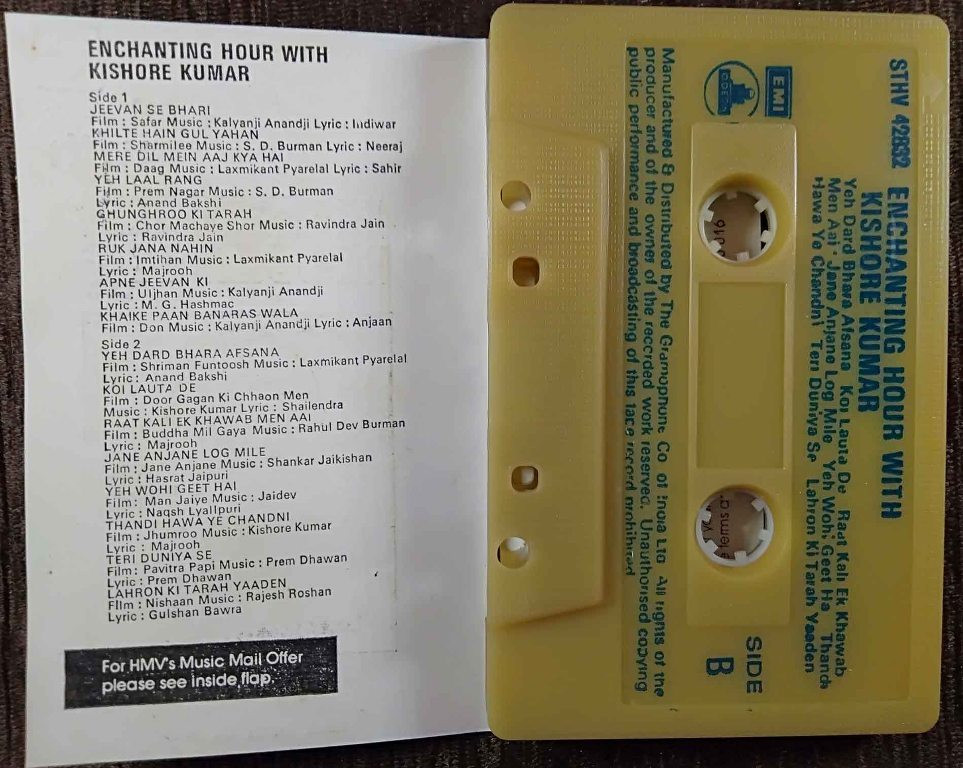 ENCHANTING HOUR WITH
KISHORE KUMAR
Side 1
JEEVAN SE BHARI
Film : Safar Music : Kalyanji Anandji Lyric : Indiwar
KHILTE HAIN GUL YAHAN
Film : Sharmilee Music : S. D. Burman Lyric : Neeraj
MERE DIL MEIN AAJ KYA HAI
Film : Daag Music : Laxmikant Pyarelal Lyric : Sahir
YEH LAAL RANG
Film : Prem Nagar Music : S. D. Burman
Lyric : Anand Bakshi
GHUNGHROO KI TARAH
Film : Chor Machaye Shor Music : Ravindra Jain
Lyric : Ravindra Jain
RUK JANA NAHIN
Film : Imtihan Music : Laxmikant Pyarelal
Lyric : Majrooh
APNE JEEVAN KI
Film : Uljhan Music : Kalyanji Anandji
Lyric : M. G. Hashmac
KHAIKE PAAN BANARAS WALA
Film : Don Music : Kalyanji Anandji Lyric : Anjaan
Side 2
YEH DARD BHARA AFSANA
Film : Shriman Funtoosh Music : Laxmikant Pyarelal
Lyric : Anand Bakshi
KOI LAUTA DE
Film : Door Gagan Ki Chhaon Men
Music : Kishore Kumar Lyric : Shailendra
RAAT KALI EK KHAWAB MEN AAI
Film : Buddha Mil Gaya Music : Rahul Dev Burman
Lyric : Majrooh
JANE ANJANE LOG MILE
Film : Jane Anjane Music : Shankar Jaikishan
Lyric : Hasrat Jaipuri
YEH WOHI GEET HAI
Film : Man Jaiye Music : Jaidev
Lyric : Naqsh Lyallpuri
THANDI HAWA YE CHANDNI
Film : Jhumroo Music : Kishore Kumar
Lyric : Majrooh
TERI DUNIYA SE
Film : Pavitra Papi Music : Prem Dhawan
Lyric : Prem Dhawan
LAHRON KI TARAH YAADEN
Film : Nishaan Music : Rajesh Roshan
Lyric : Gulshan Bawra
For HMV's Music Mail Offer
please see inside flap.
STHV 42832 ENCHANTING HOUR WITH
KISHORE KUMAR
Yeh Dard Bhara Afsana Koi Lauta De Raat Kali Ek Khawab
Men Aai · Jane Anjane Log Mile Yeh Wohi Geet Ha Thandi
Hawa Ye Chandni Teri Duniya Se Lahron Ki Tarah Yaaden
EMI
ODEON
SIDE
B
Manufactured & Distributed by The Gramophone Co of India Ltd All rights of the
producer and of the owner of the recorded work reserved. Unauthorised copying
public performance and broadcasting of this tape record prohibited